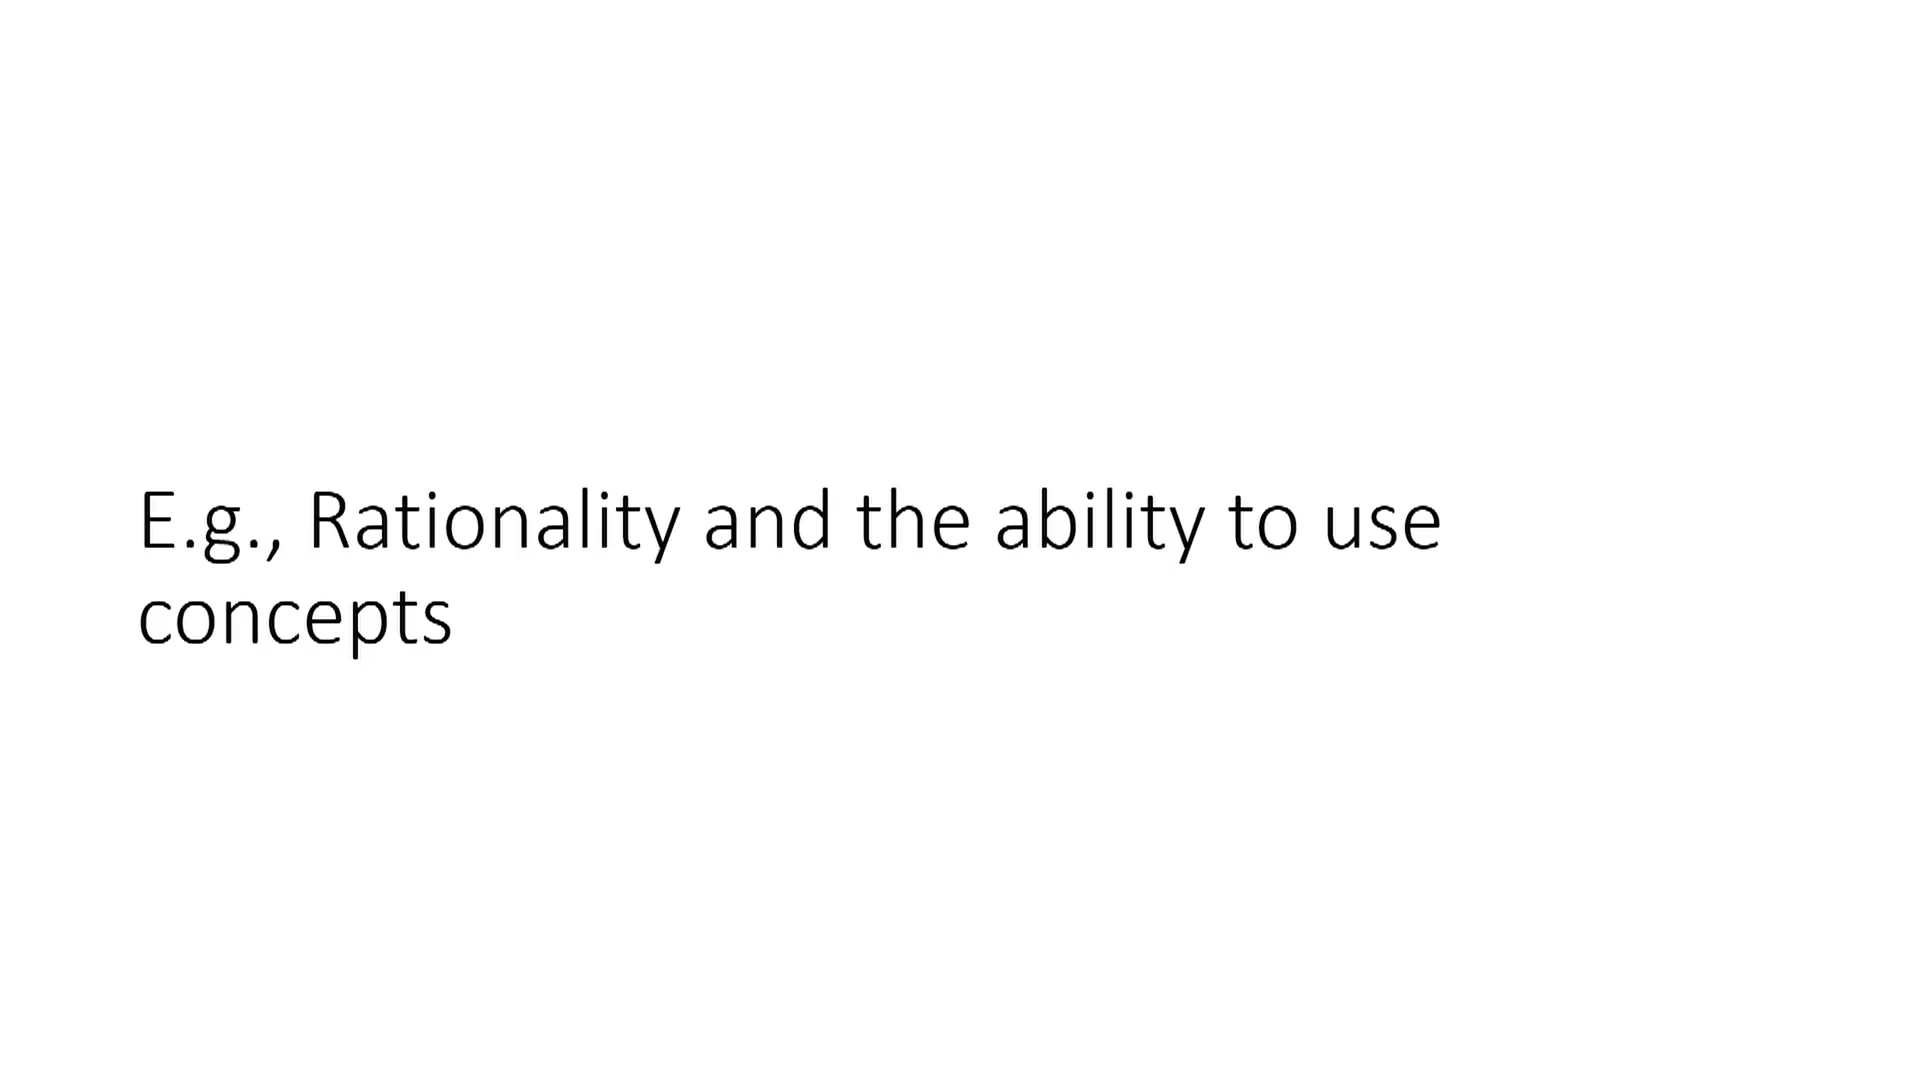 E.g., Rationality and the ability to use
concepts